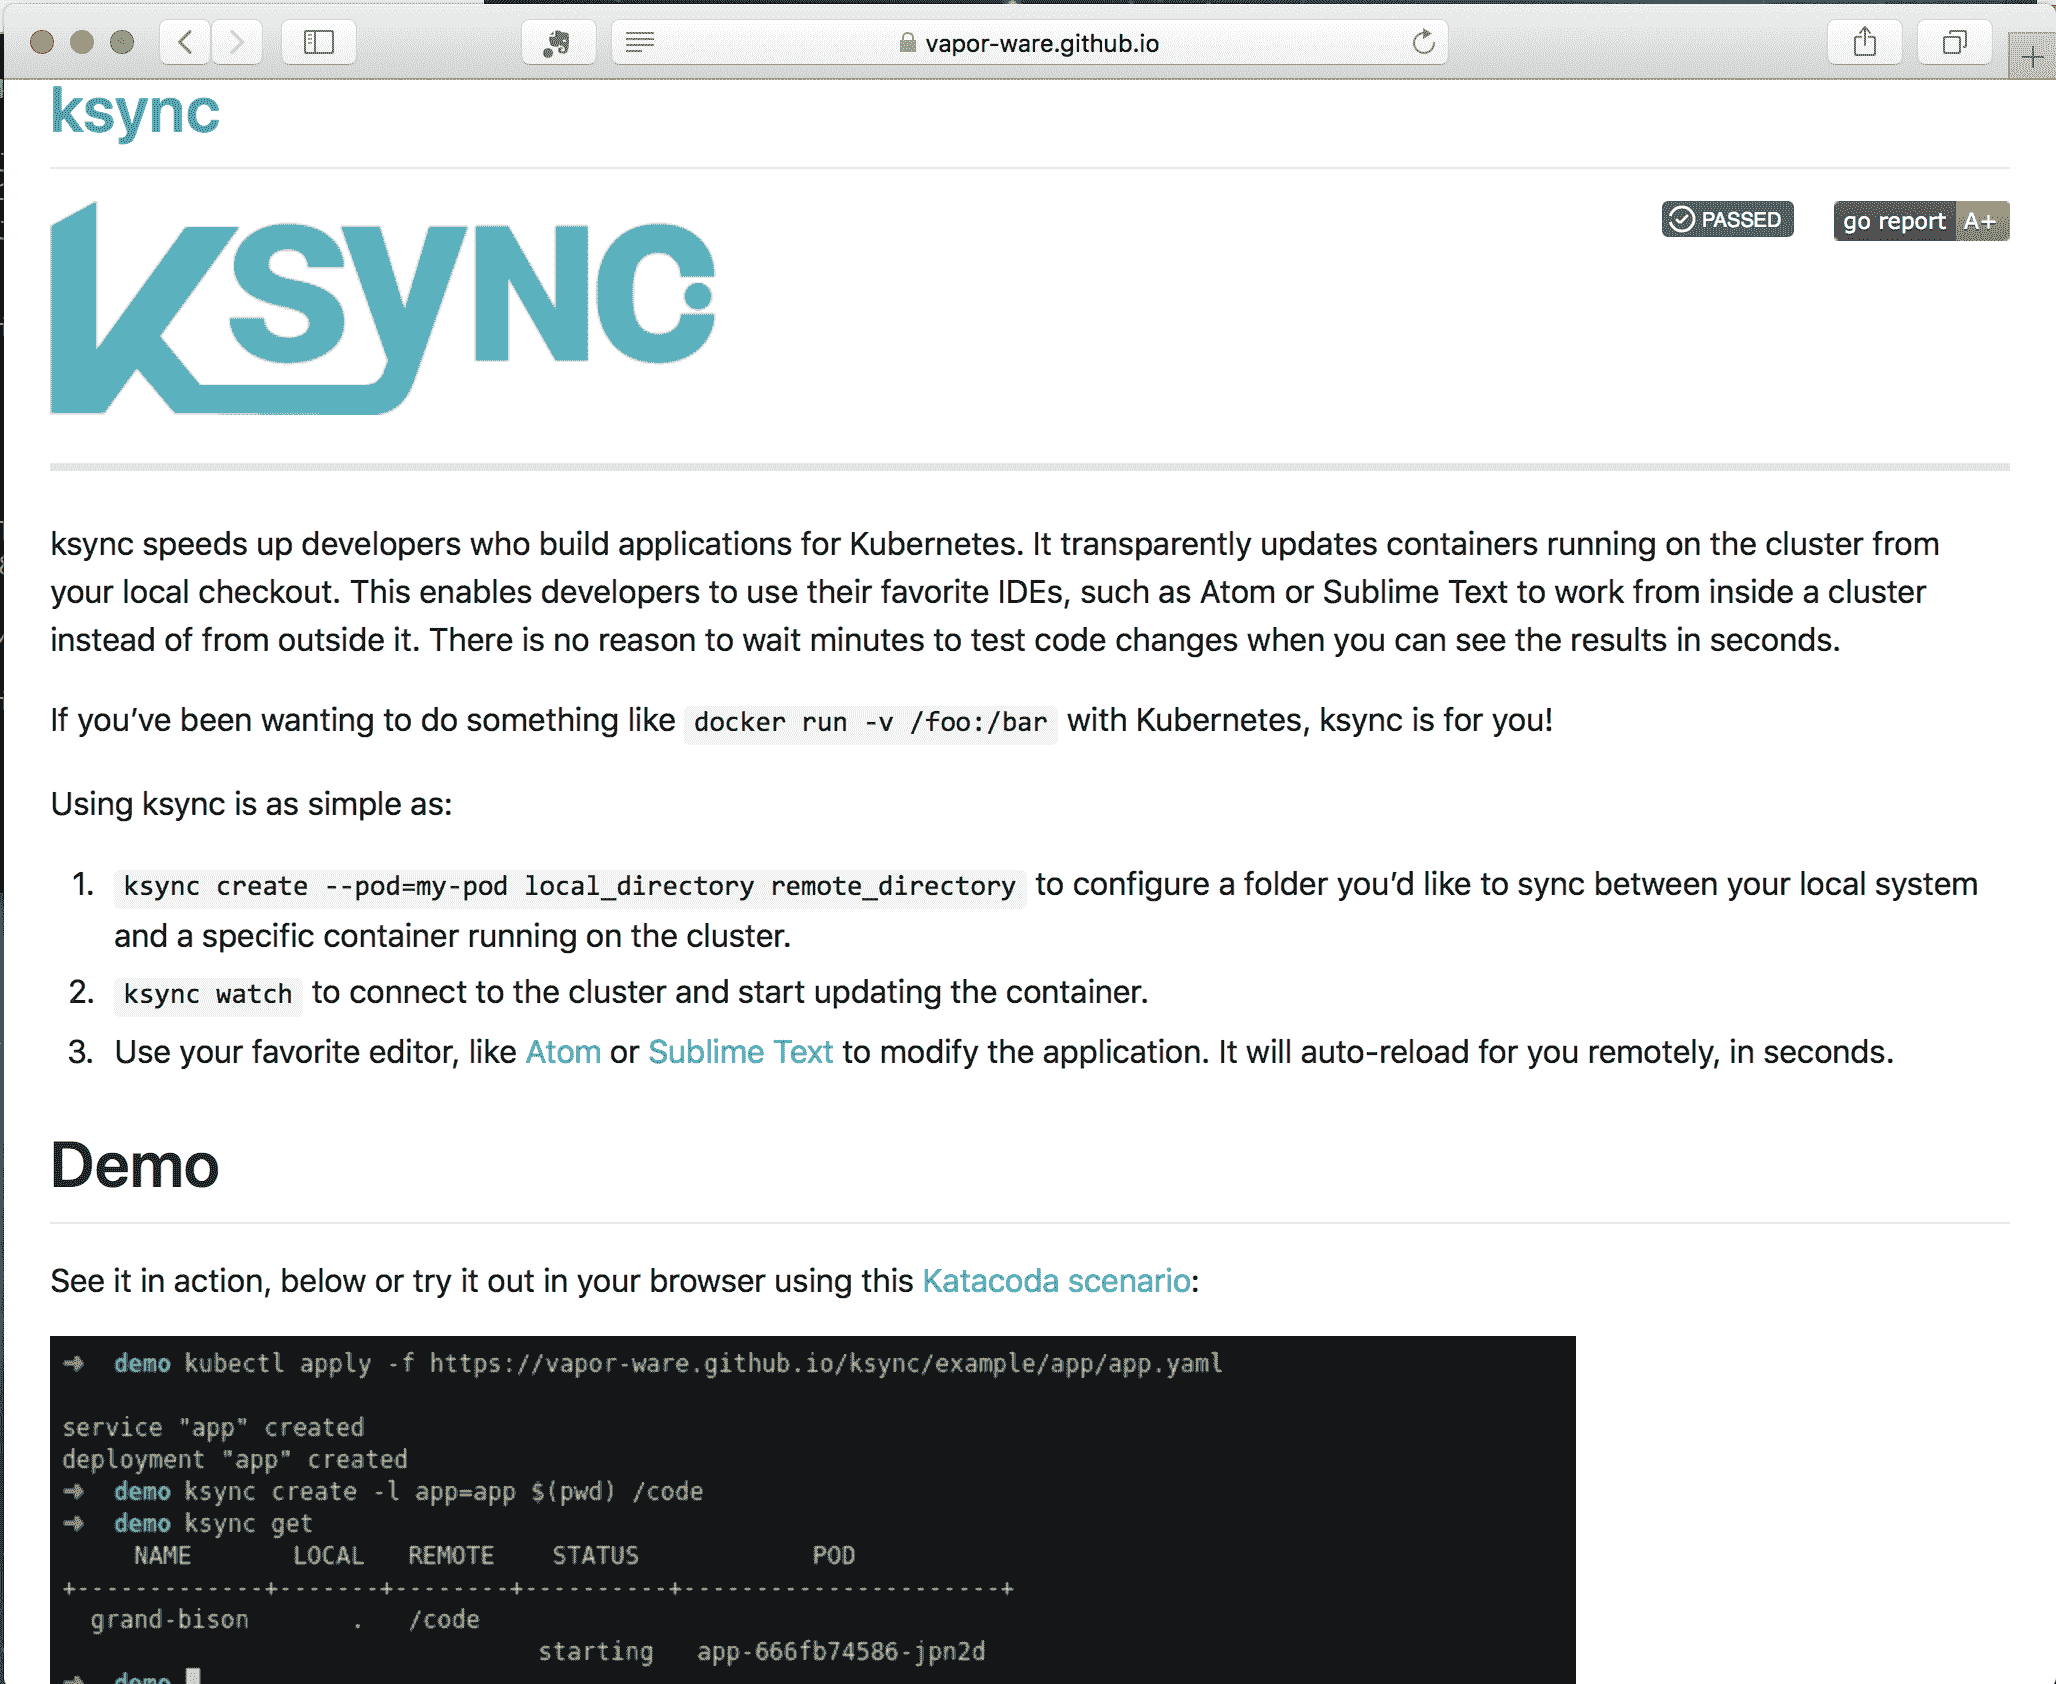 vapor-ware.github.io
ksync
ksync
PASSED
go report A+
ksync speeds up developers who build applications for Kubernetes. It transparently updates containers running on the cluster from
your local checkout. This enables developers to use their favorite IDEs, such as Atom or Sublime Text to work from inside a cluster
instead of from outside it. There is no reason to wait minutes to test code changes when you can see the results in seconds.
If you’ve been wanting to do something like docker run -v /foo:/bar with Kubernetes, ksync is for you!
Using ksync is as simple as:
1. ksync create --pod=my-pod local_directory remote_directory to configure a folder you’d like to sync between your local system
and a specific container running on the cluster.
2. ksync watch to connect to the cluster and start updating the container.
3. Use your favorite editor, like Atom or Sublime Text to modify the application. It will auto-reload for you remotely, in seconds.
Demo
See it in action, below or try it out in your browser using this Katacoda scenario:
➜ demo kubectl apply -f https://vapor-ware.github.io/ksync/example/app/app.yaml
service "app" created
deployment "app" created
➜ demo ksync create -l app=app $(pwd) /code
➜ demo ksync get
NAME LOCAL REMOTE STATUS POD
+-------------+-------+--------+----------+----------------------+
grand-bison . /code
starting app-666fb74586-jpn2d
➜ demo